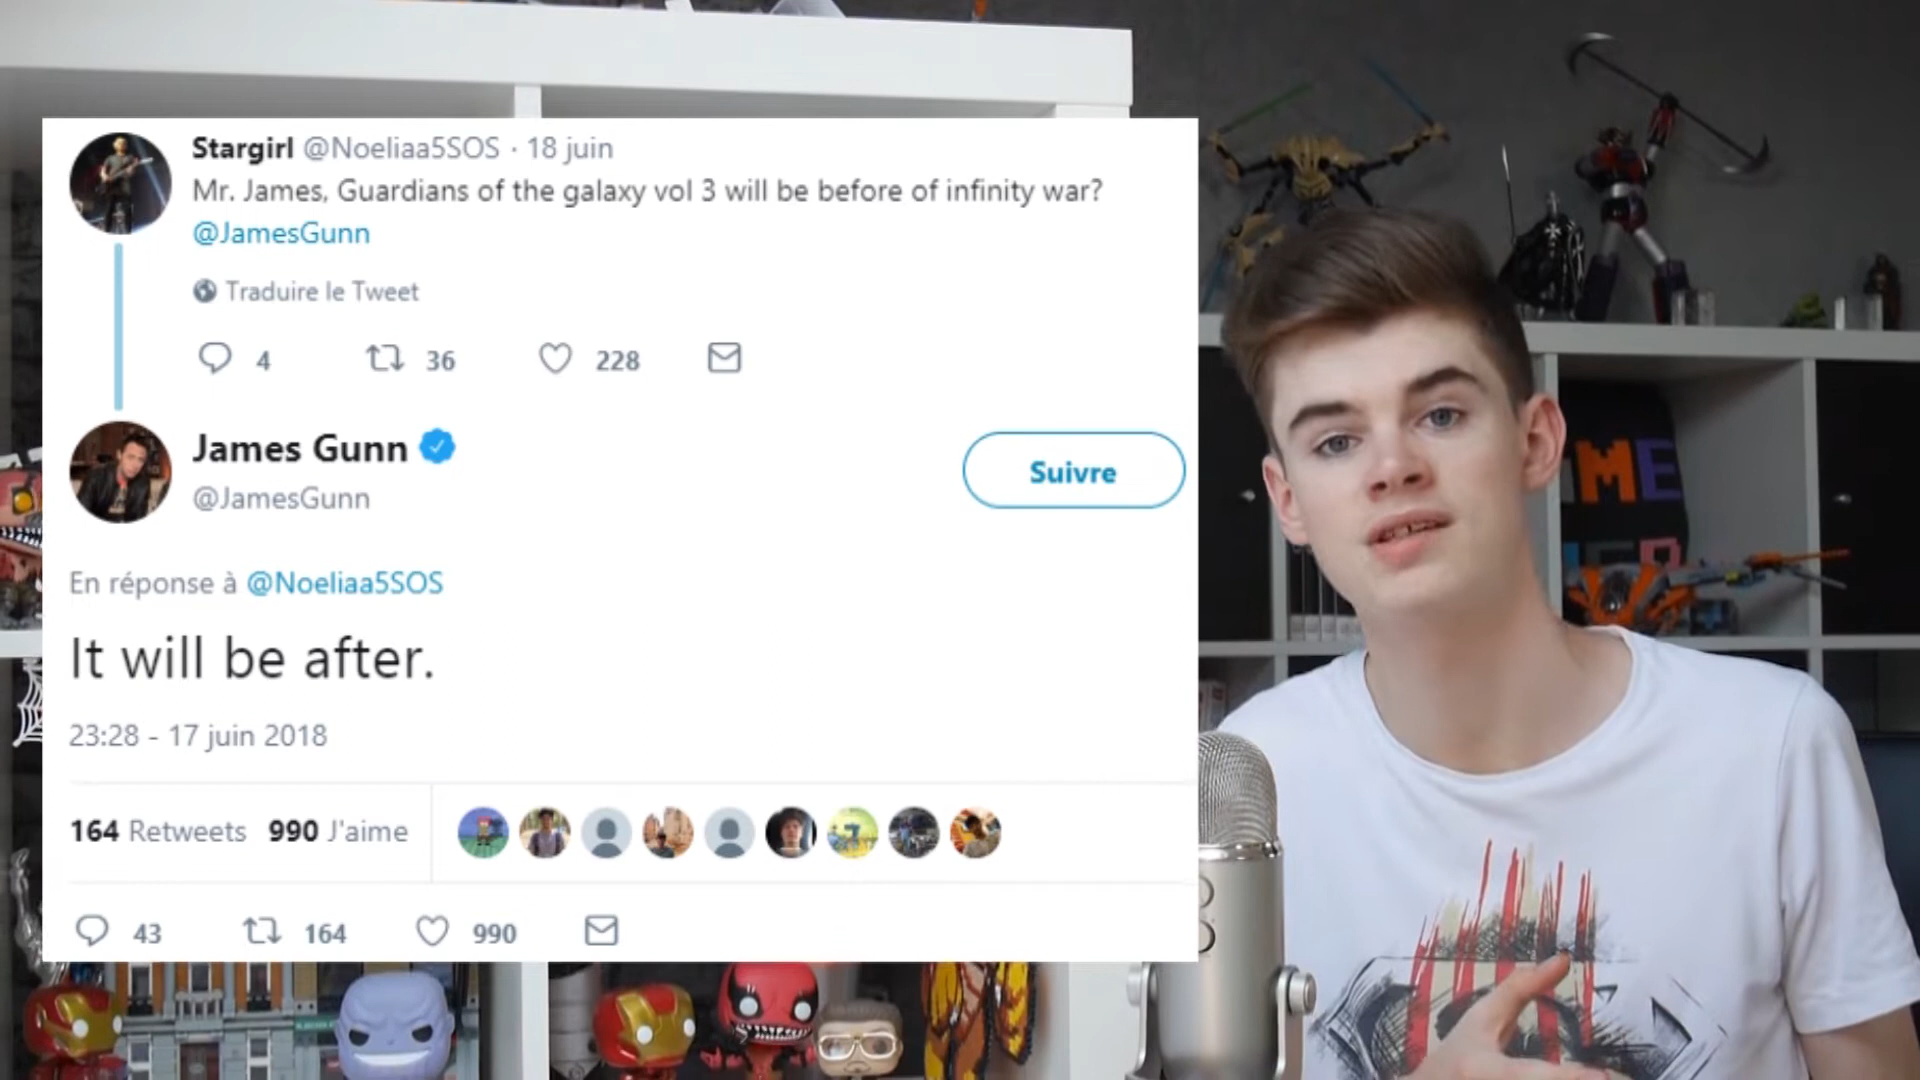 Stargirl @Noeliaa5SOS · 18 juin
Mr. James, Guardians of the galaxy vol 3 will be before of infinity war?
@JamesGunn
Traduire le Tweet
4 36 228
James Gunn
@JamesGunn
Suivre
En réponse à @Noeliaa5SOS
It will be after.
23:28 - 17 juin 2018
164 Retweets 990 J'aime
43 164 990
ME